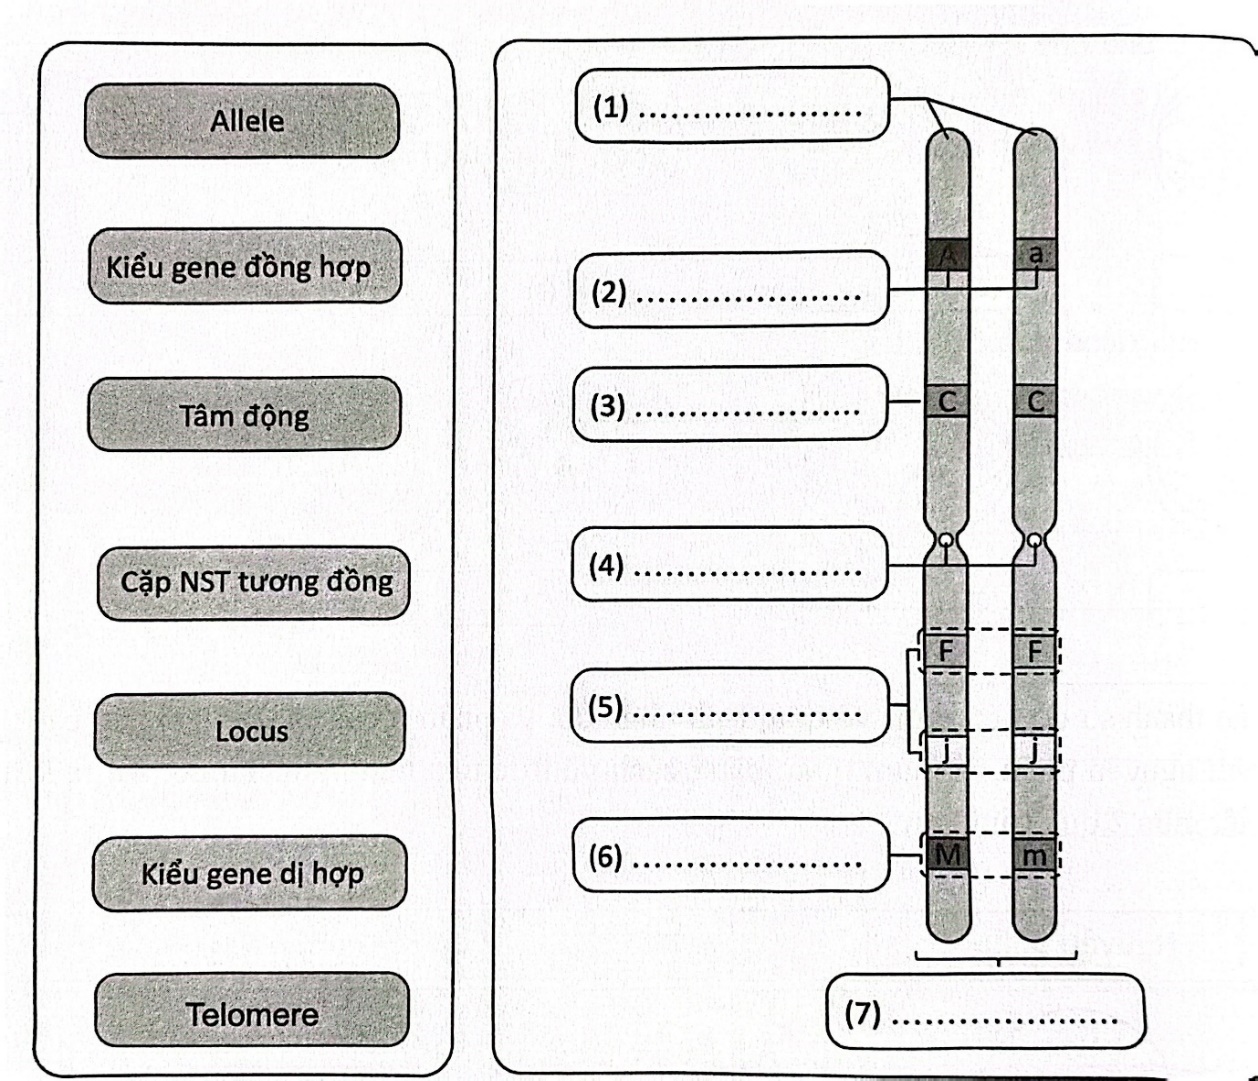 Allele
Kiểu gene đồng hợp
Tâm động
Cặp NST tương đồng
Locus
Kiểu gene dị hợp
Telomere
(1) .....................
(2) .....................
(3) .....................
(4) .....................
(5) .....................
(6) .....................
(7) .....................
A a
C C
F F
j j
M m